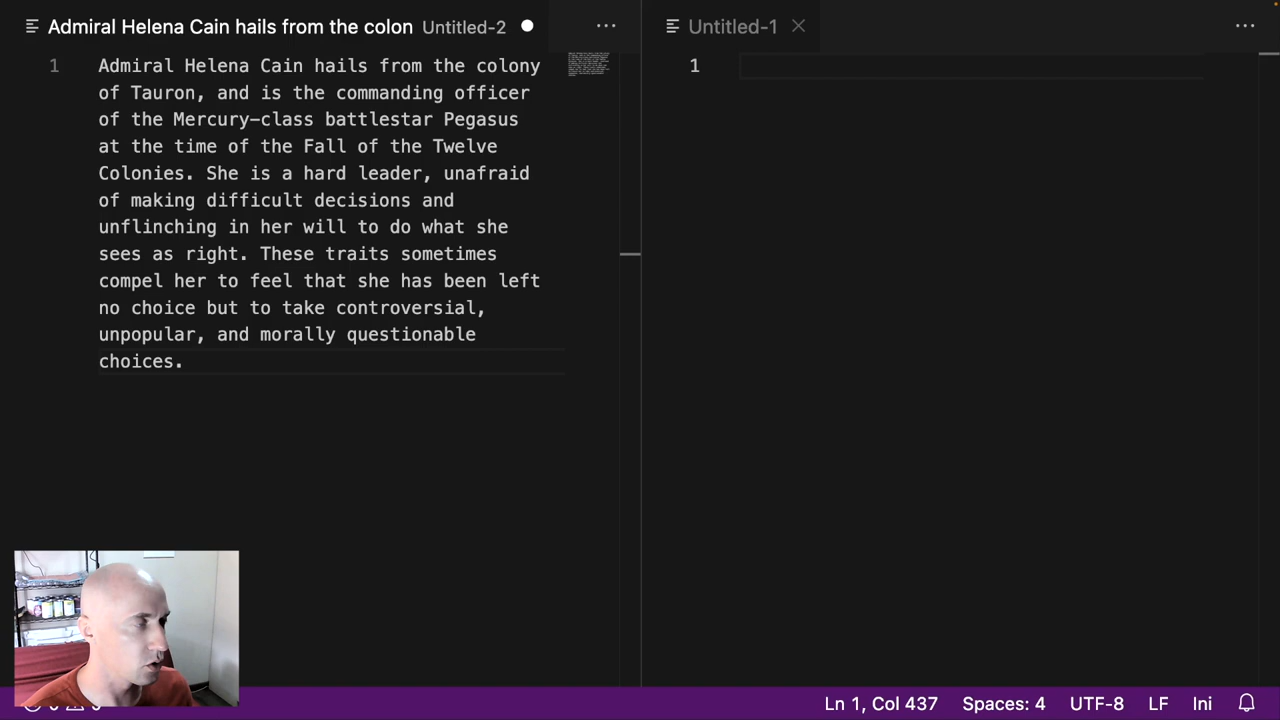 Admiral Helena Cain hails from the colon Untitled-2
Untitled-1
1
Admiral Helena Cain hails from the colony
of Tauron, and is the commanding officer
of the Mercury-class battlestar Pegasus
at the time of the Fall of the Twelve
Colonies. She is a hard leader, unafraid
of making difficult decisions and
unflinching in her will to do what she
sees as right. These traits sometimes
compel her to feel that she has been left
no choice but to take controversial,
unpopular, and morally questionable
choices.
1
Ln 1, Col 437 Spaces: 4 UTF-8 LF Ini